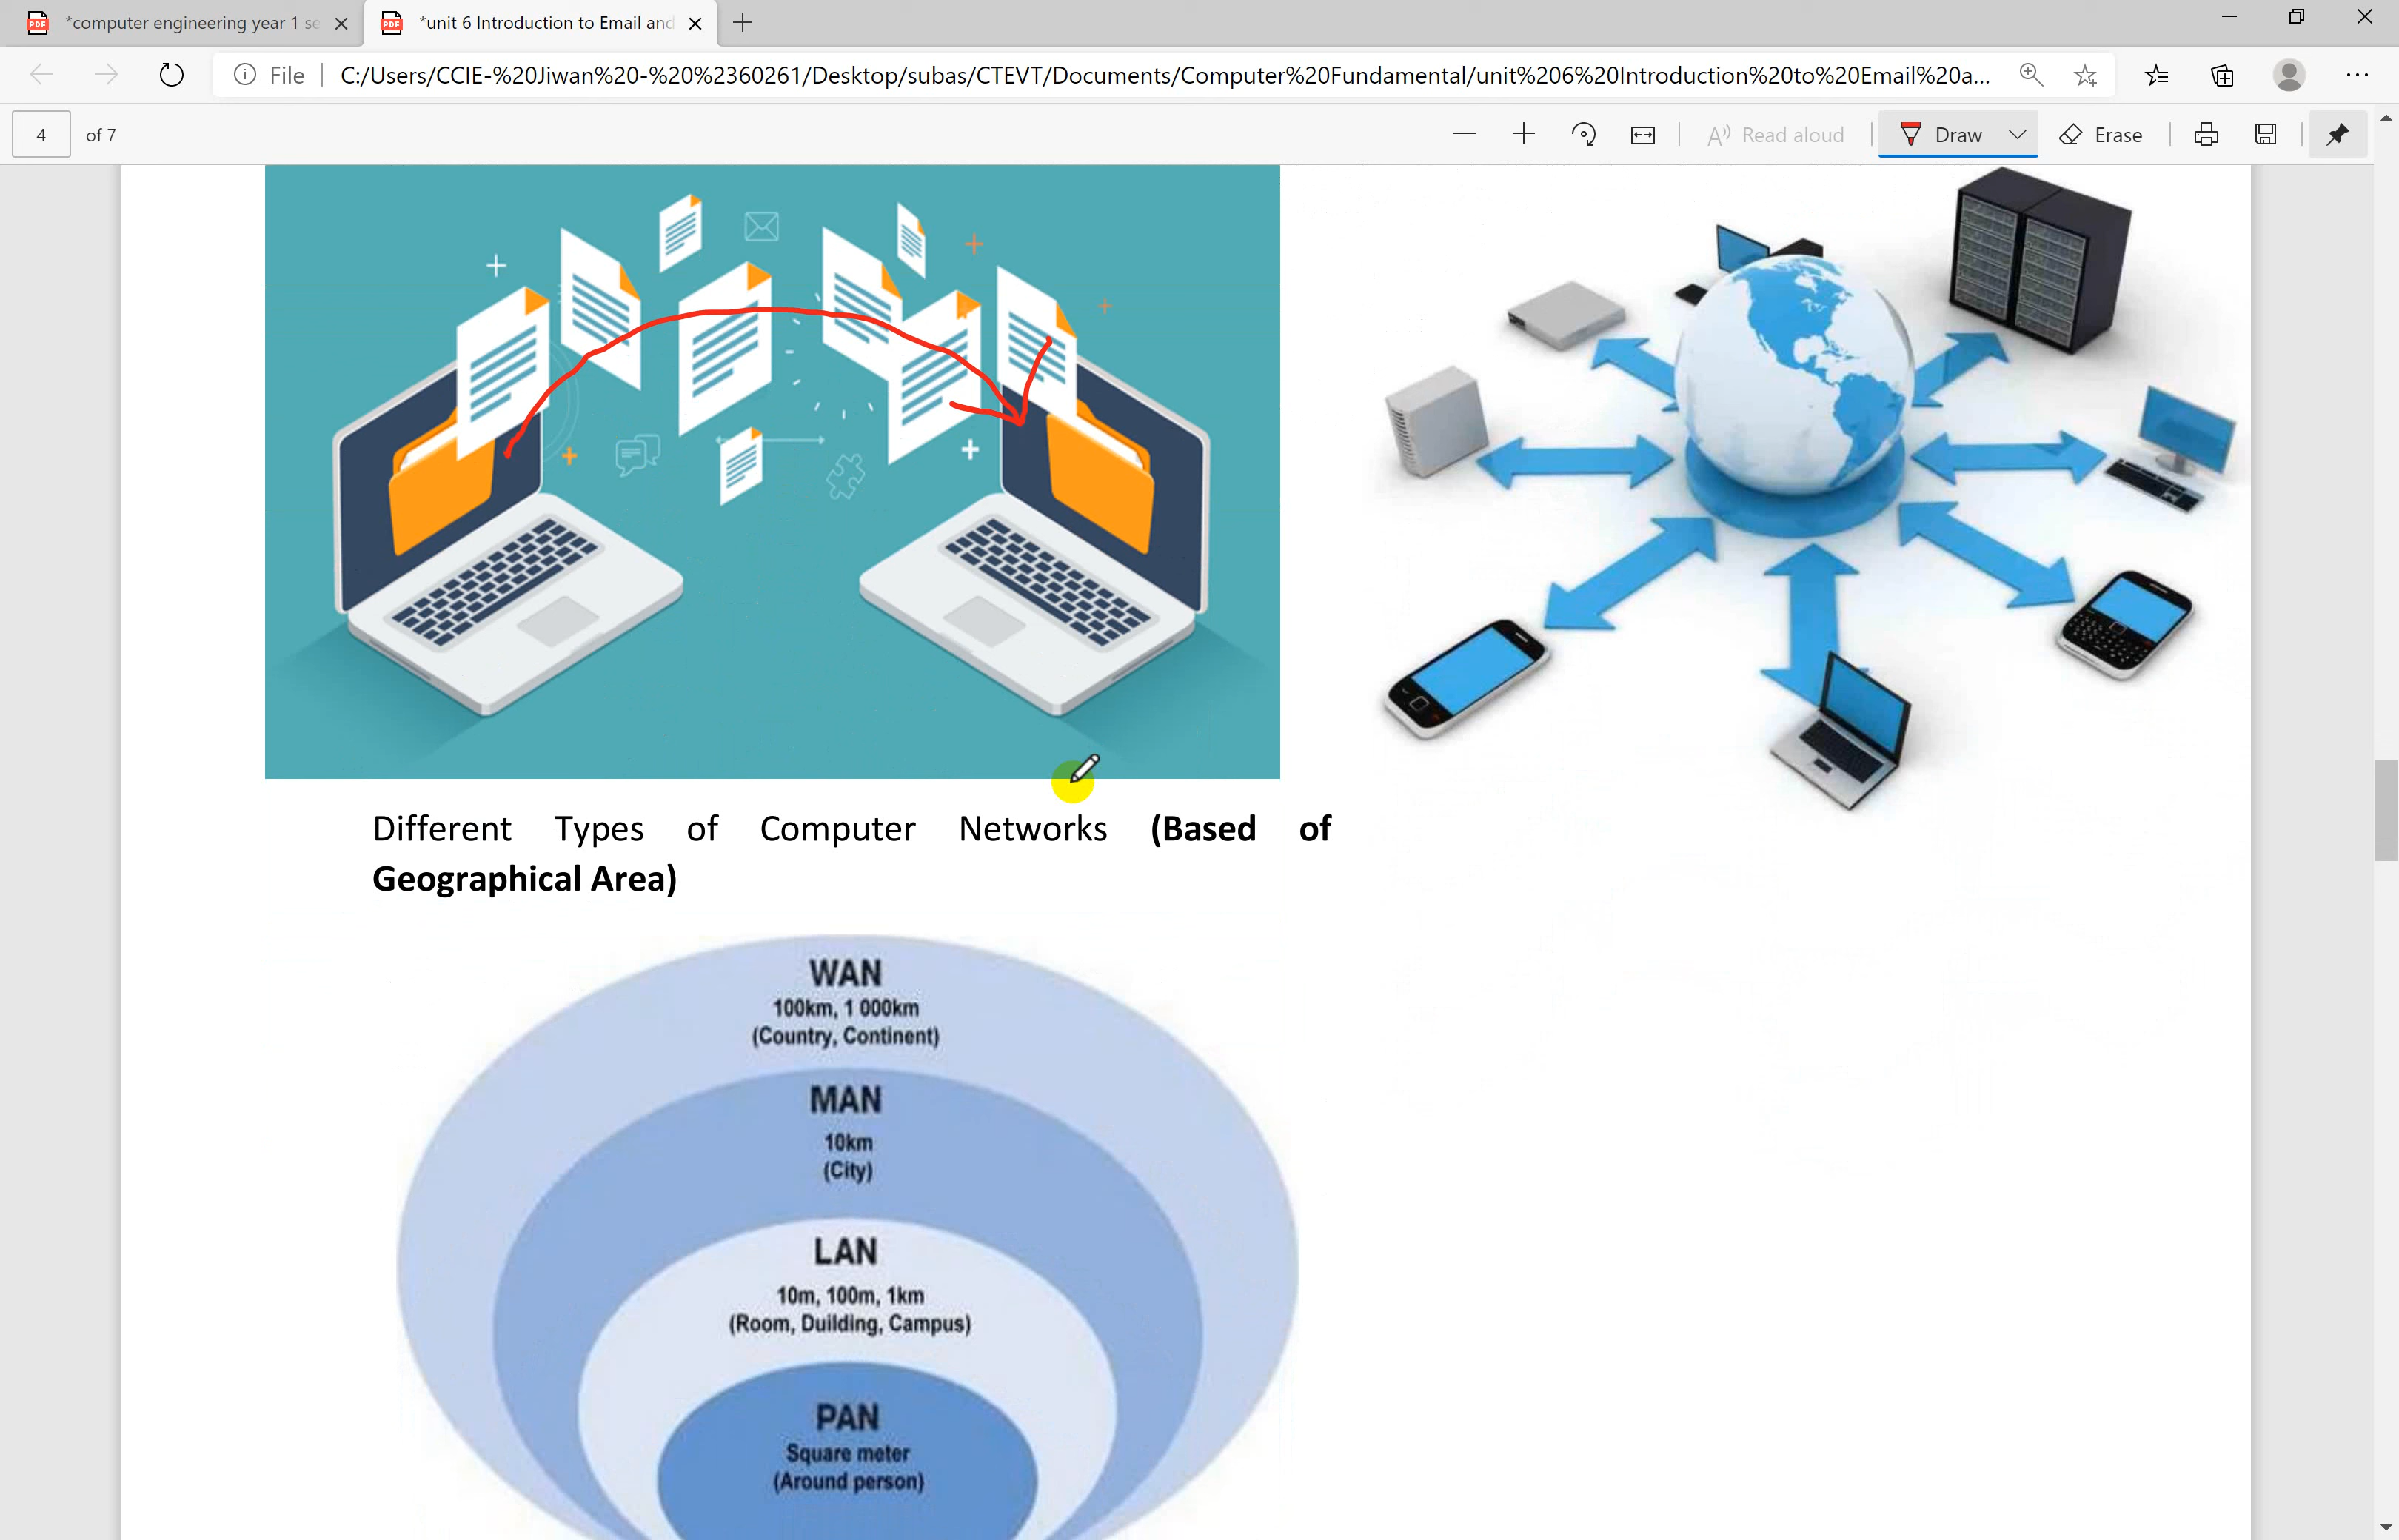 *computer engineering year 1 se
*unit 6 Introduction to Email and
File
C:/Users/CCIE-%20Jiwan%20-%20%2360261/Desktop/subas/CTEVT/Documents/Computer%20Fundamental/unit%206%20Introduction%20to%20Email%20a...
4 of 7
Read aloud
Draw
Erase
Different Types of Computer Networks (Based of
Geographical Area)
WAN
100km, 1 000km
(Country, Continent)
MAN
10km
(City)
LAN
10m, 100m, 1km
(Room, Duilding, Campus)
PAN
Square meter
(Around person)